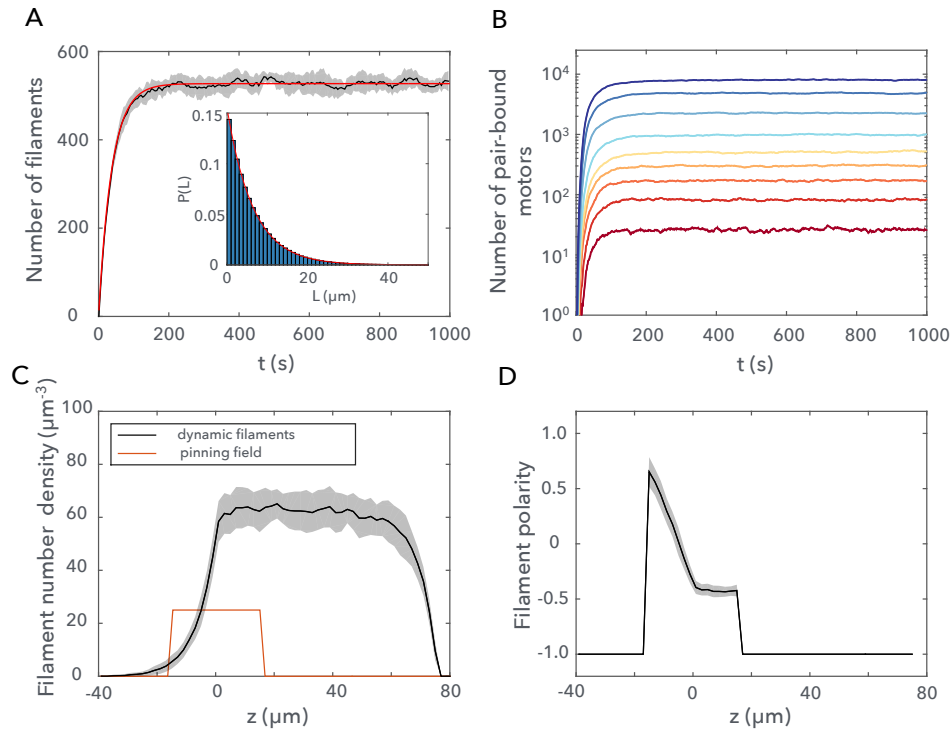 A
Number of filaments
600
400
200
0
0 200 400 600 800 1000
t (s)
P(L)
0.15
0.10
0.05
0
0 20 40
L (μm)
B
Number of pair-bound
motors
10⁴
10³
10²
10¹
10⁰
0 200 400 600 800 1000
t (s)
C
Filament number density (μm⁻³)
100
80
60
40
20
0
-40 0 40 80
z (μm)
dynamic filaments
pinning field
D
Filament polarity
1.0
0.5
0
-0.5
-1.0
-40 0 40 80
z (μm)